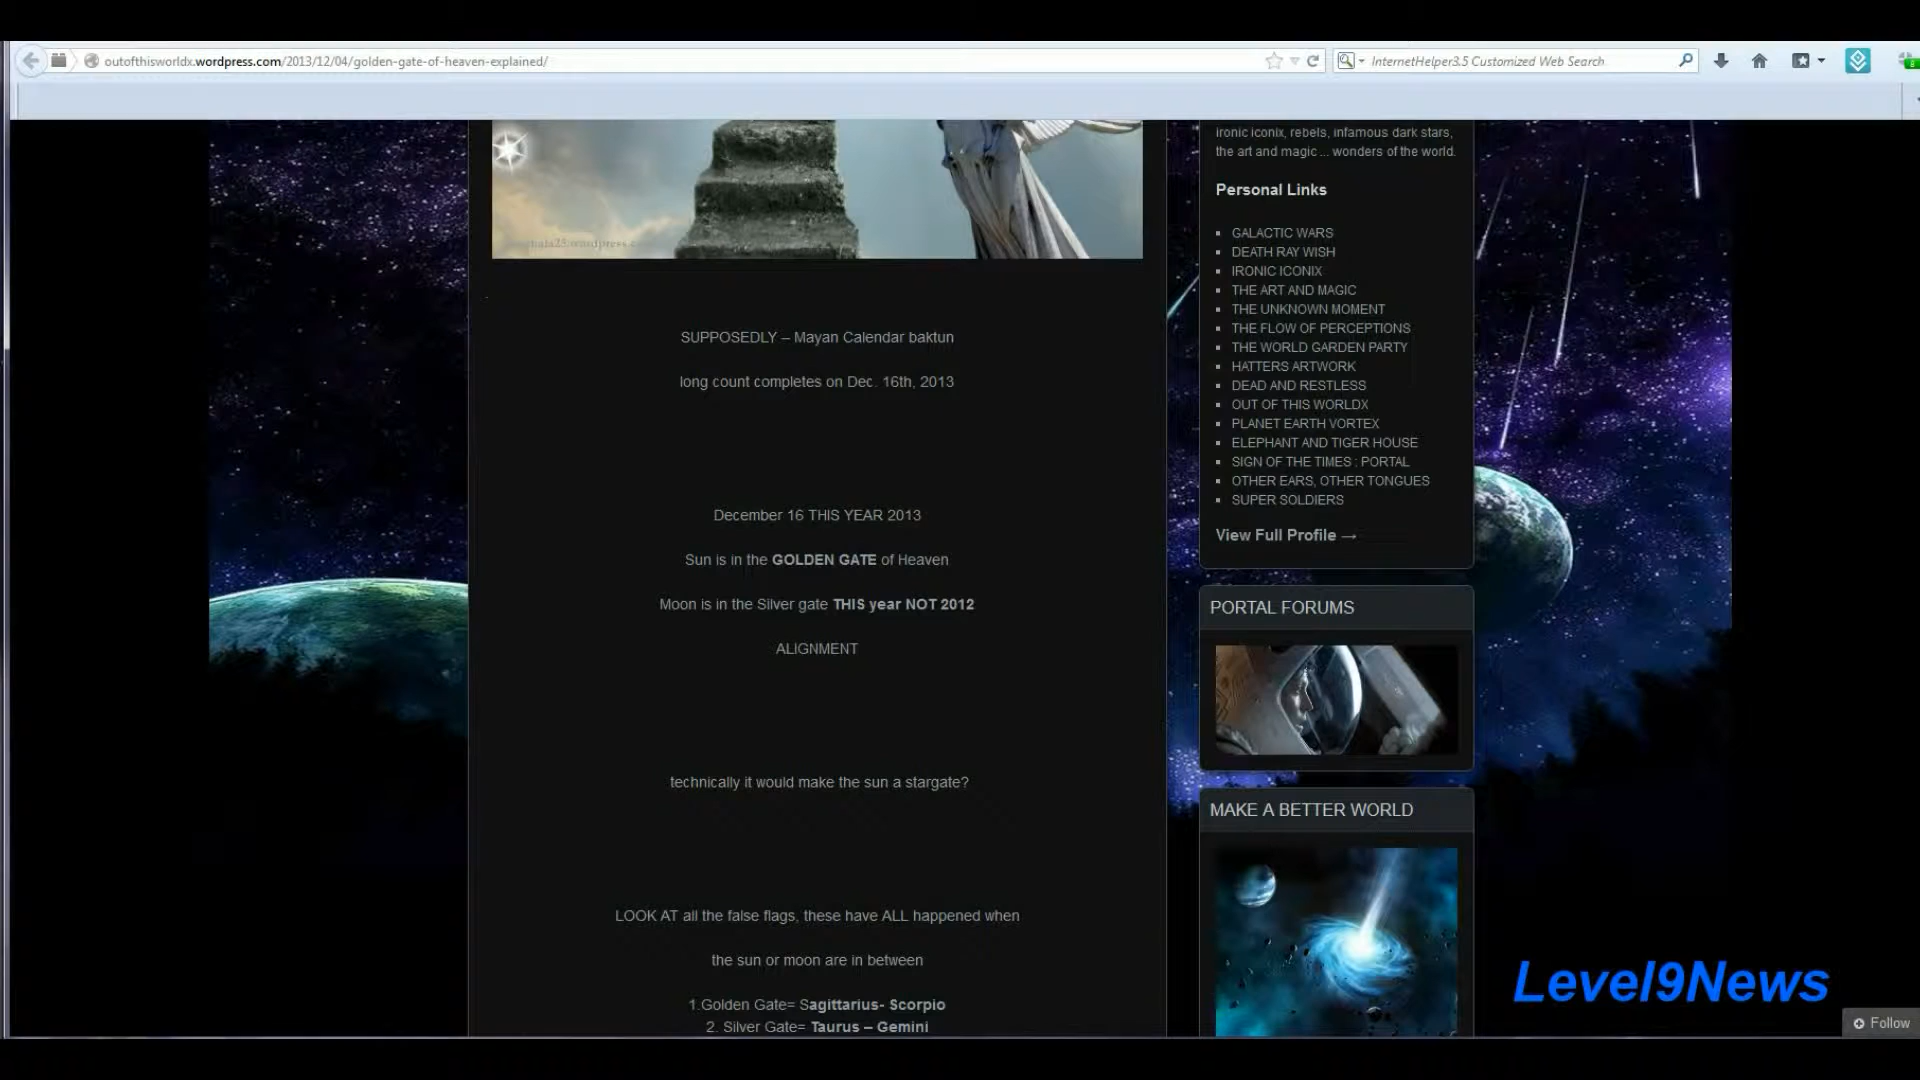 outofthisworldx.wordpress.com/2013/12/04/golden-gate-of-heaven-explained/
InternetHelper3.5 Customized Web Search
SUPPOSEDLY – Mayan Calendar baktun
long count completes on Dec. 16th, 2013
December 16 THIS YEAR 2013
Sun is in the GOLDEN GATE of Heaven
Moon is in the Silver gate THIS year NOT 2012
ALIGNMENT
technically it would make the sun a stargate?
LOOK AT all the false flags, these have ALL happened when
the sun or moon are in between
1.Golden Gate= Sagittarius- Scorpio
2. Silver Gate= Taurus – Gemini
ironic iconix, rebels, infamous dark stars,
the art and magic ... wonders of the world.
Personal Links
GALACTIC WARS
DEATH RAY WISH
IRONIC ICONIX
THE ART AND MAGIC
THE UNKNOWN MOMENT
THE FLOW OF PERCEPTIONS
THE WORLD GARDEN PARTY
HATTERS ARTWORK
DEAD AND RESTLESS
OUT OF THIS WORLDX
PLANET EARTH VORTEX
ELEPHANT AND TIGER HOUSE
SIGN OF THE TIMES : PORTAL
OTHER EARS, OTHER TONGUES
SUPER SOLDIERS
View Full Profile →
PORTAL FORUMS
MAKE A BETTER WORLD
Level9News
Follow